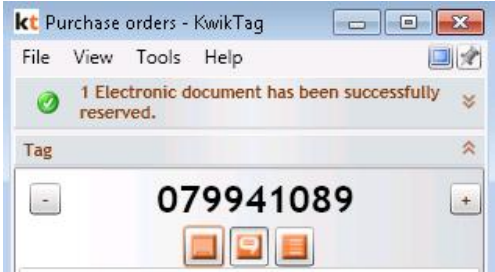 kt Purchase orders - KwikTag
File View Tools Help
1 Electronic document has been successfully
reserved.
Tag
- 079941089 +